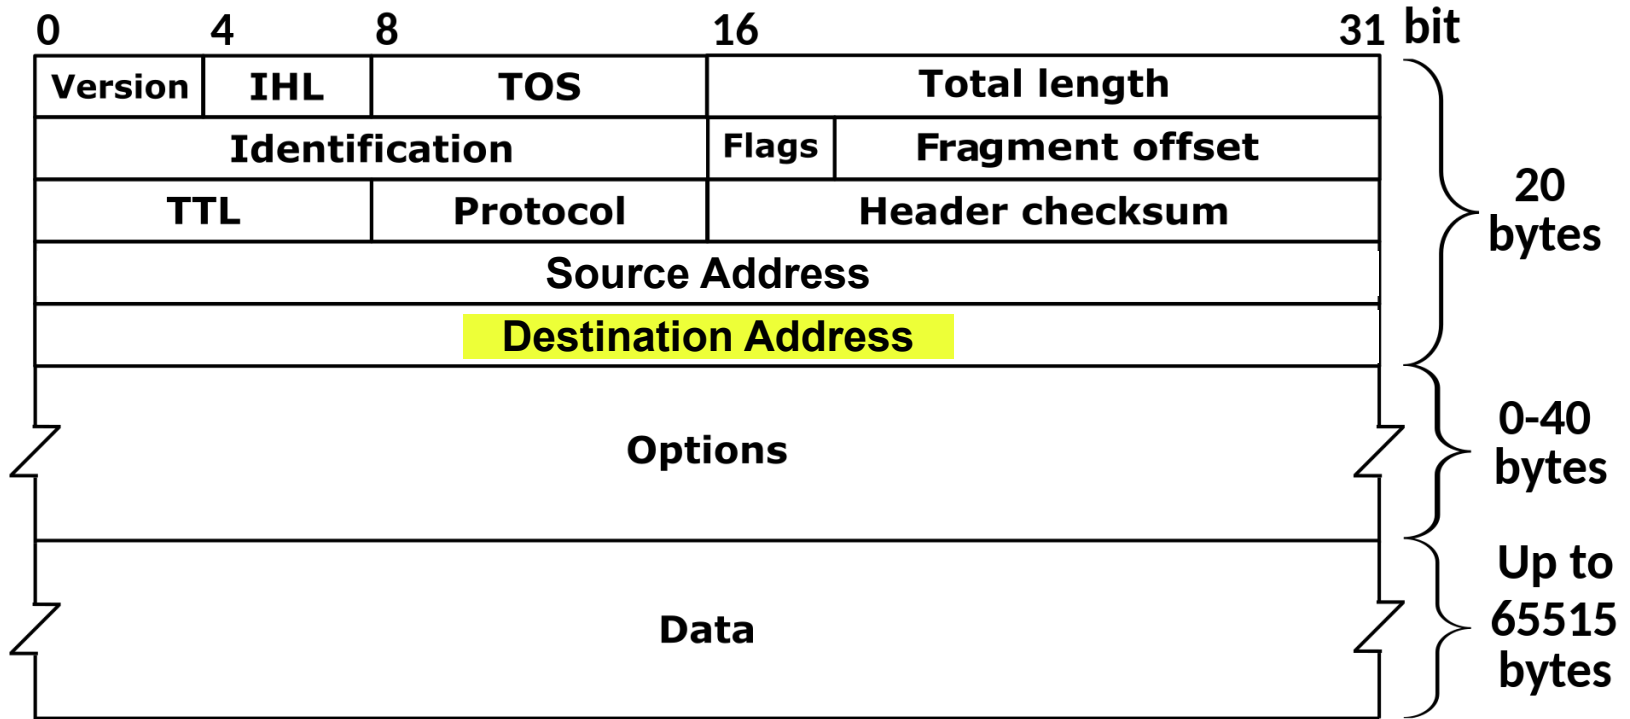 0 4 8 16 31 bit
Version IHL TOS Total length
Identification Flags Fragment offset
TTL Protocol Header checksum
20
bytes
Source Address
Destination Address
Options
0-40
bytes
Data
Up to
65515
bytes